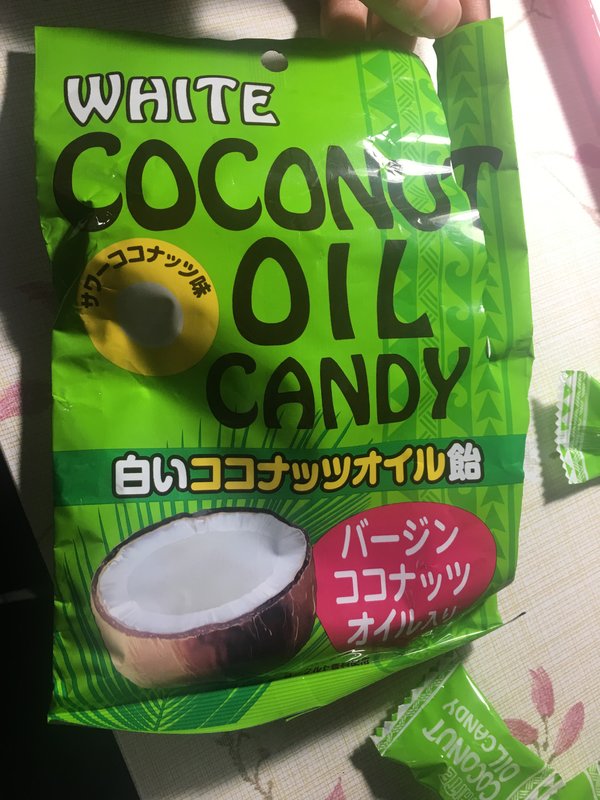 WHITE
COCONUT
OIL
CANDY
サワーココナッツ味
白いココナッツオイル飴
バージン
ココナッツ
オイル入り
COCONUT
OIL CANDY